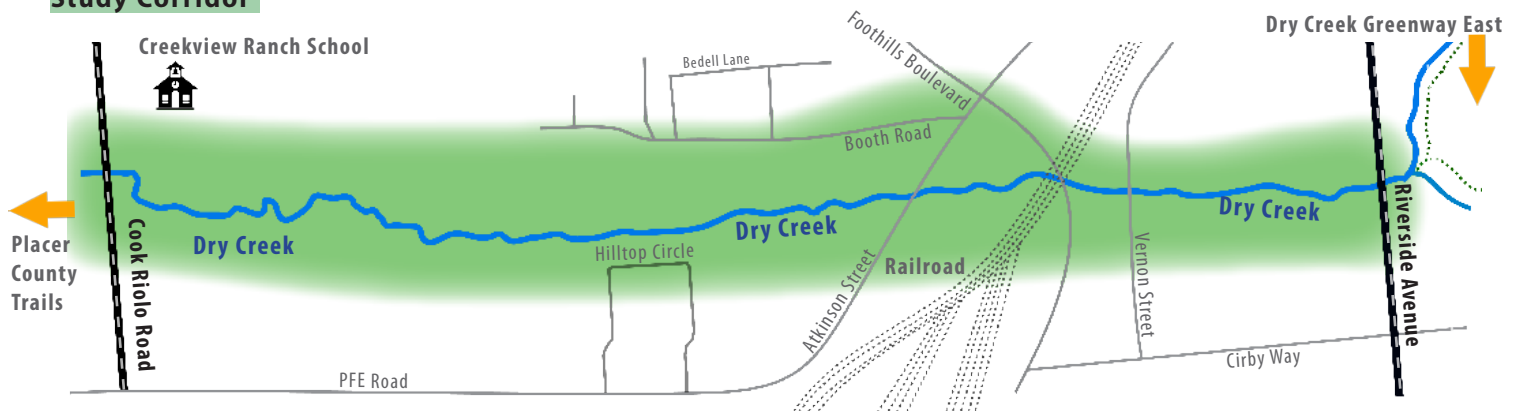 Study Corridor
Creekview Ranch School
Foothills Boulevard
Dry Creek Greenway East
Bedell Lane
Booth Road
Placer
County
Trails
Cook Riolo Road
Dry Creek
Hilltop Circle
Dry Creek
Atkinson Street
Railroad
Vernon Street
Dry Creek
Riverside Avenue
PFE Road
Cirby Way